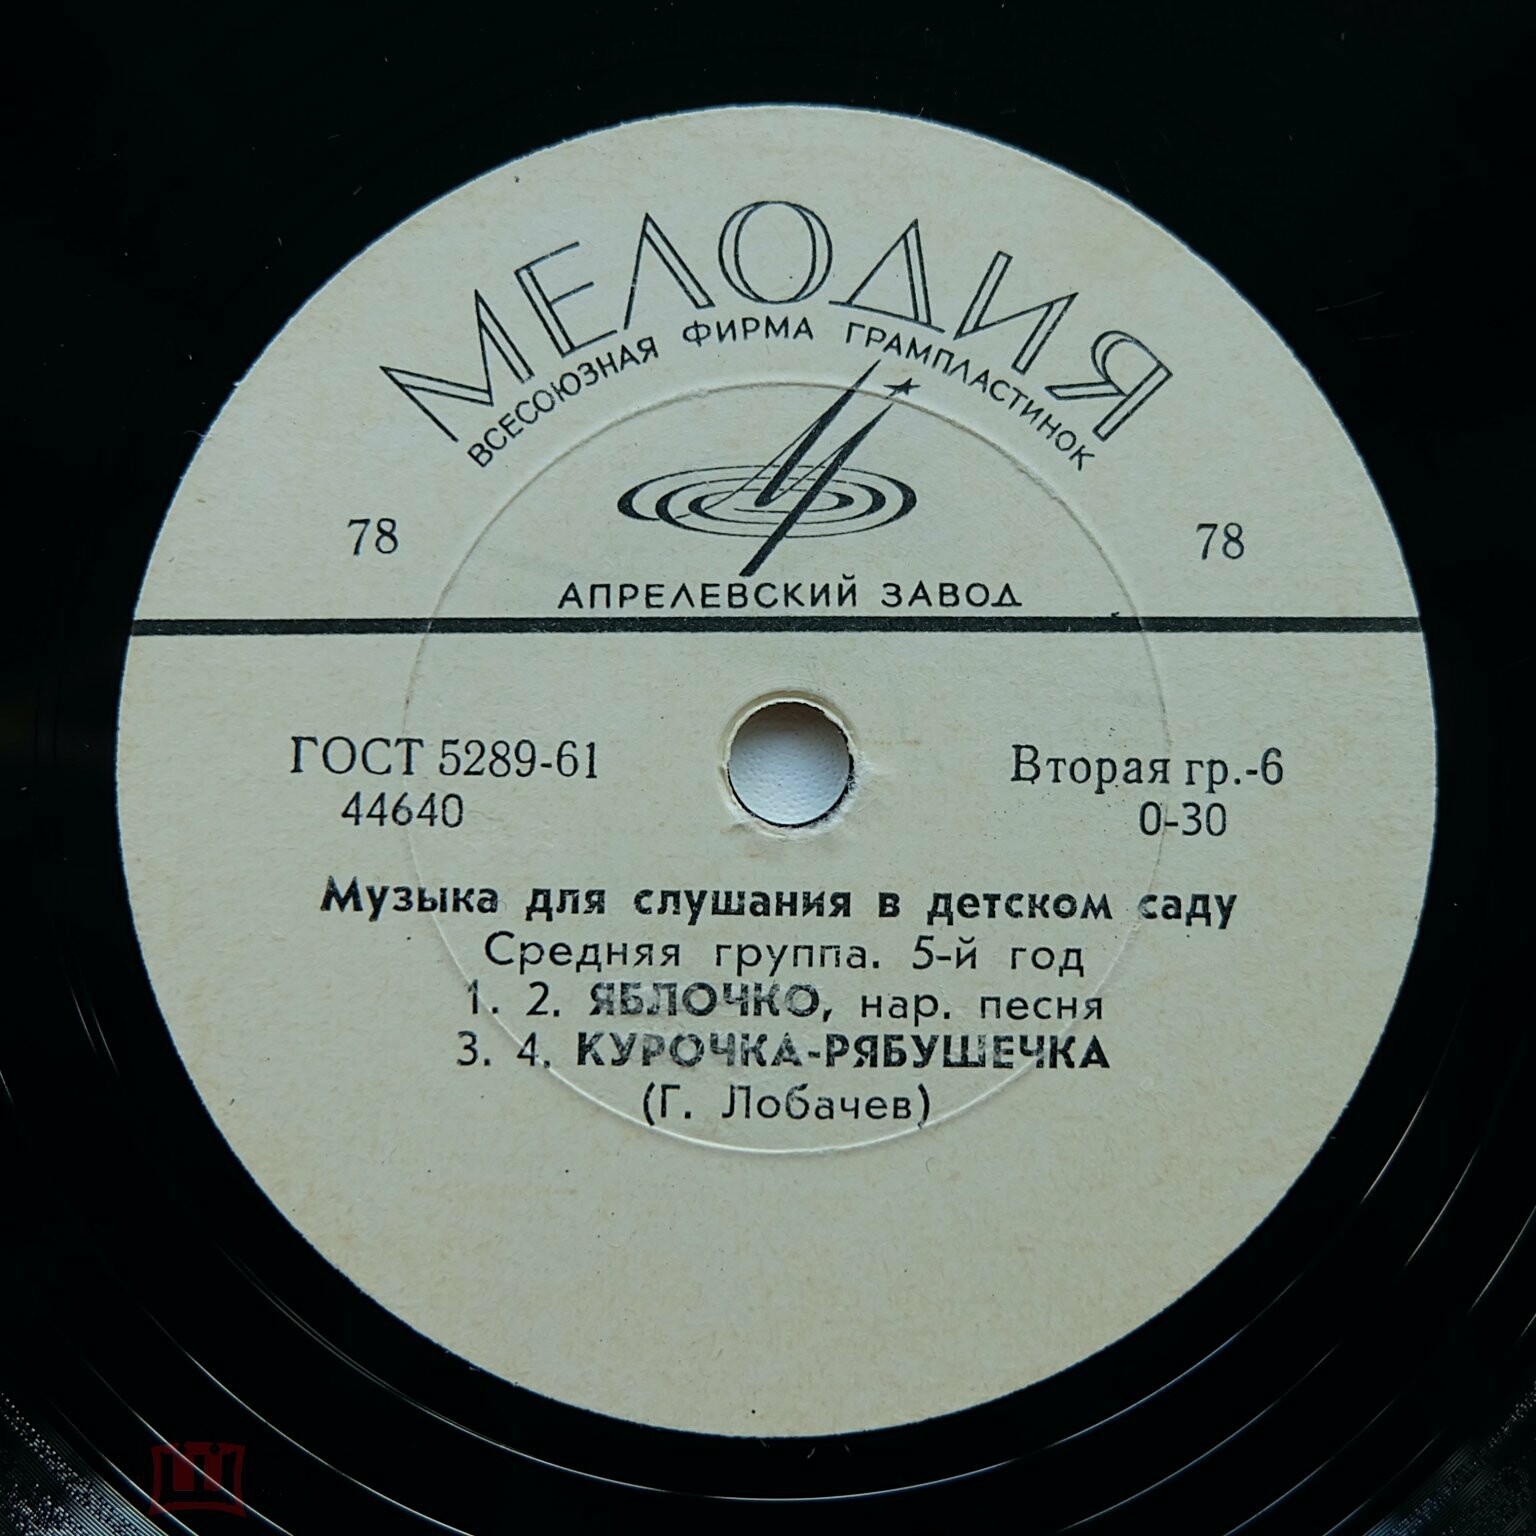 МЕЛОДИЯ
ВСЕСОЮЗНАЯ ФИРМА ГРАМПЛАСТИНОК
78 78
АПРЕЛЕВСКИЙ ЗАВОД
ГОСТ 5289-61 Вторая гр.-6
44640 0-30
Музыка для слушания в детском саду
Средняя группа. 5-й год
1. 2. ЯБЛОЧКО, нар. песня
3. 4. КУРОЧКА-РЯБУШЕЧКА
(Г. Лобачев)